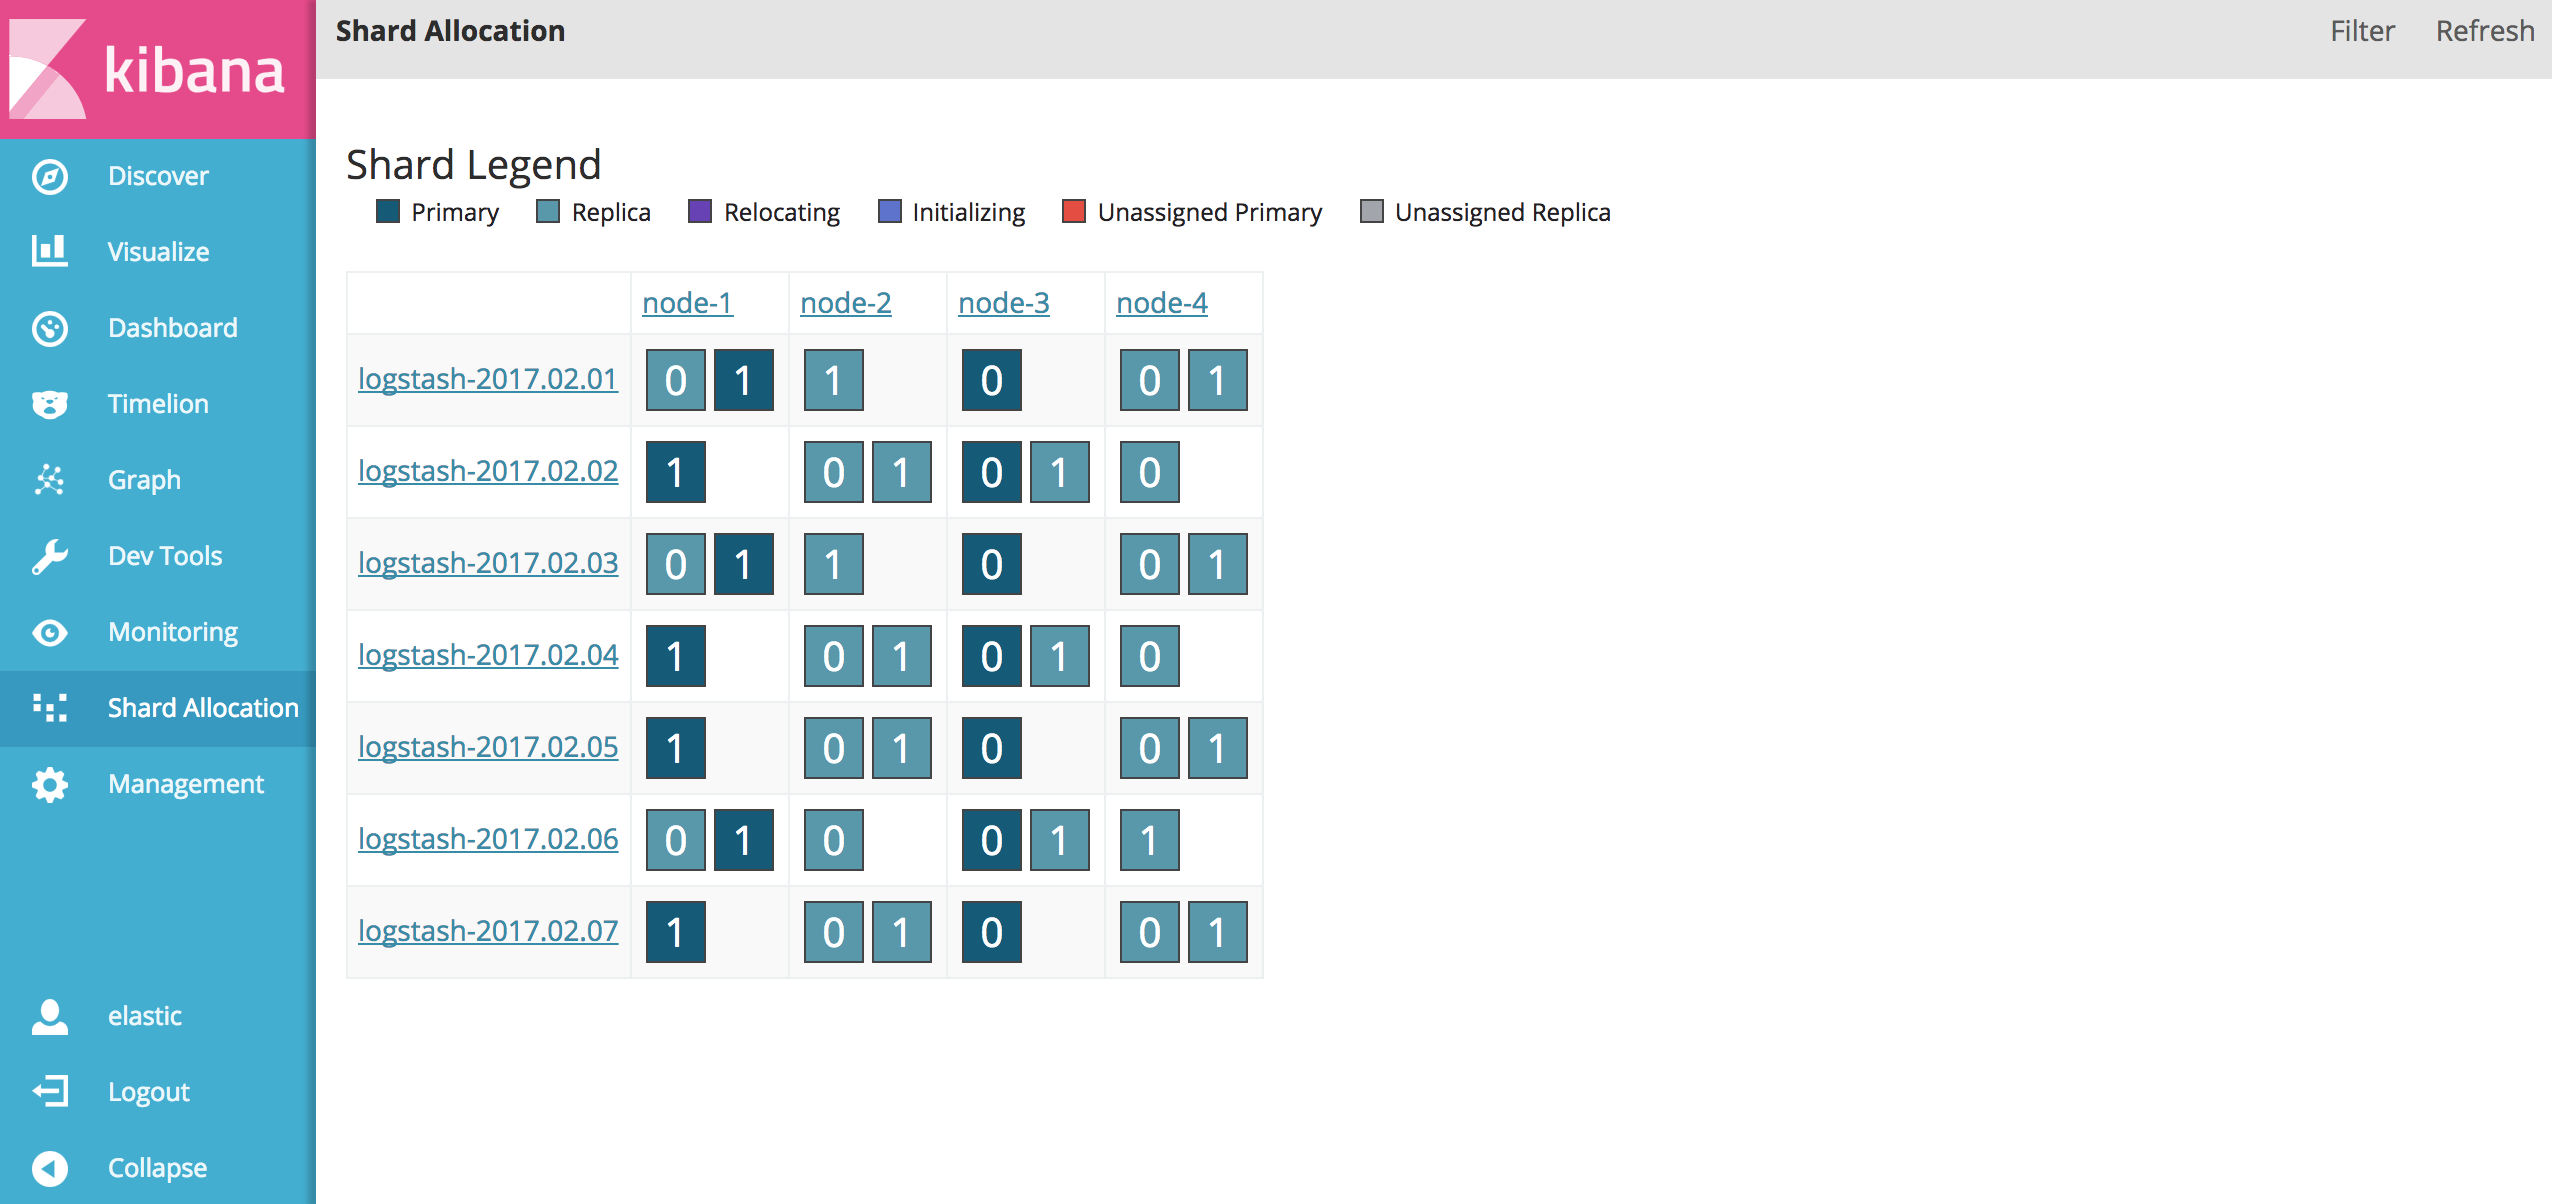 kibana
Discover
Visualize
Dashboard
Timelion
Graph
Dev Tools
Monitoring
Shard Allocation
Management
elastic
Logout
Collapse
Shard Allocation Filter Refresh
Shard Legend
Primary Replica Relocating Initializing Unassigned Primary Unassigned Replica
node-1 node-2 node-3 node-4
logstash-2017.02.01 0 1 1 0 0 1
logstash-2017.02.02 1 0 1 0 1 0
logstash-2017.02.03 0 1 1 0 0 1
logstash-2017.02.04 1 0 1 0 1 0
logstash-2017.02.05 1 0 1 0 0 1
logstash-2017.02.06 0 1 0 0 1 1
logstash-2017.02.07 1 0 1 0 0 1